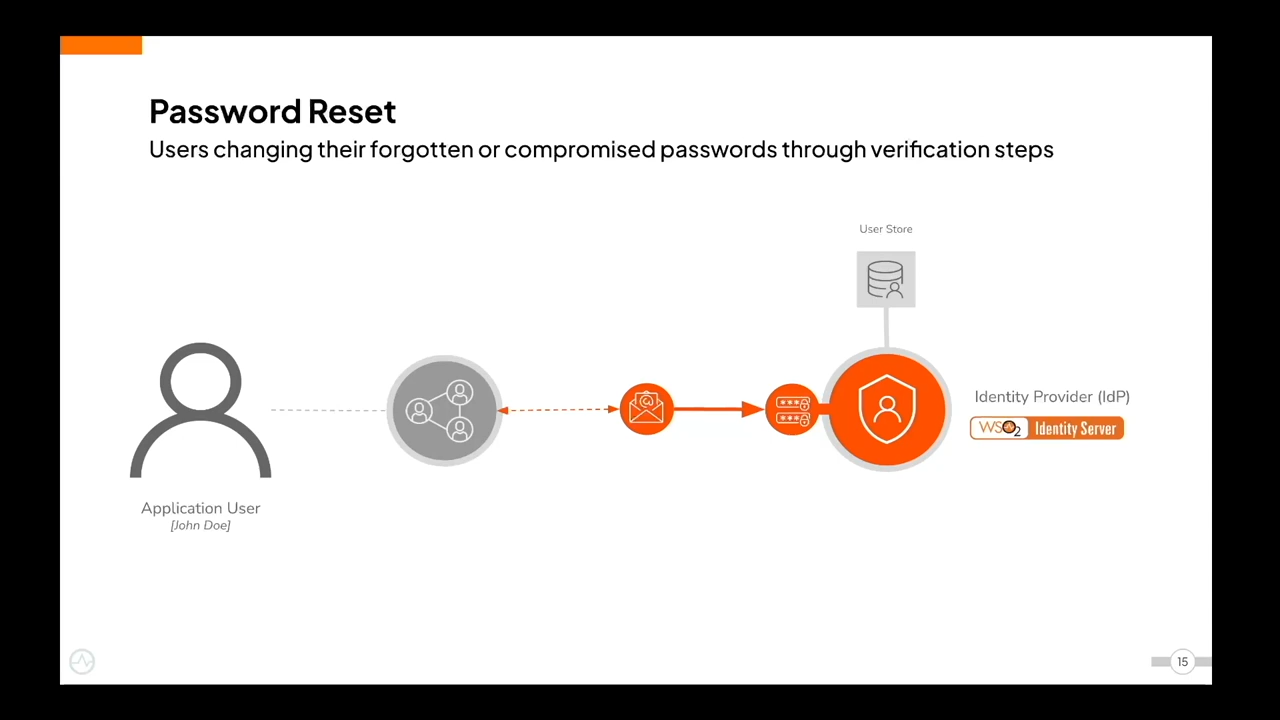 Password Reset
Users changing their forgotten or compromised passwords through verification steps
User Store
Identity Provider (IdP)
WSO2 Identity Server
Application User
[John Doe]
15